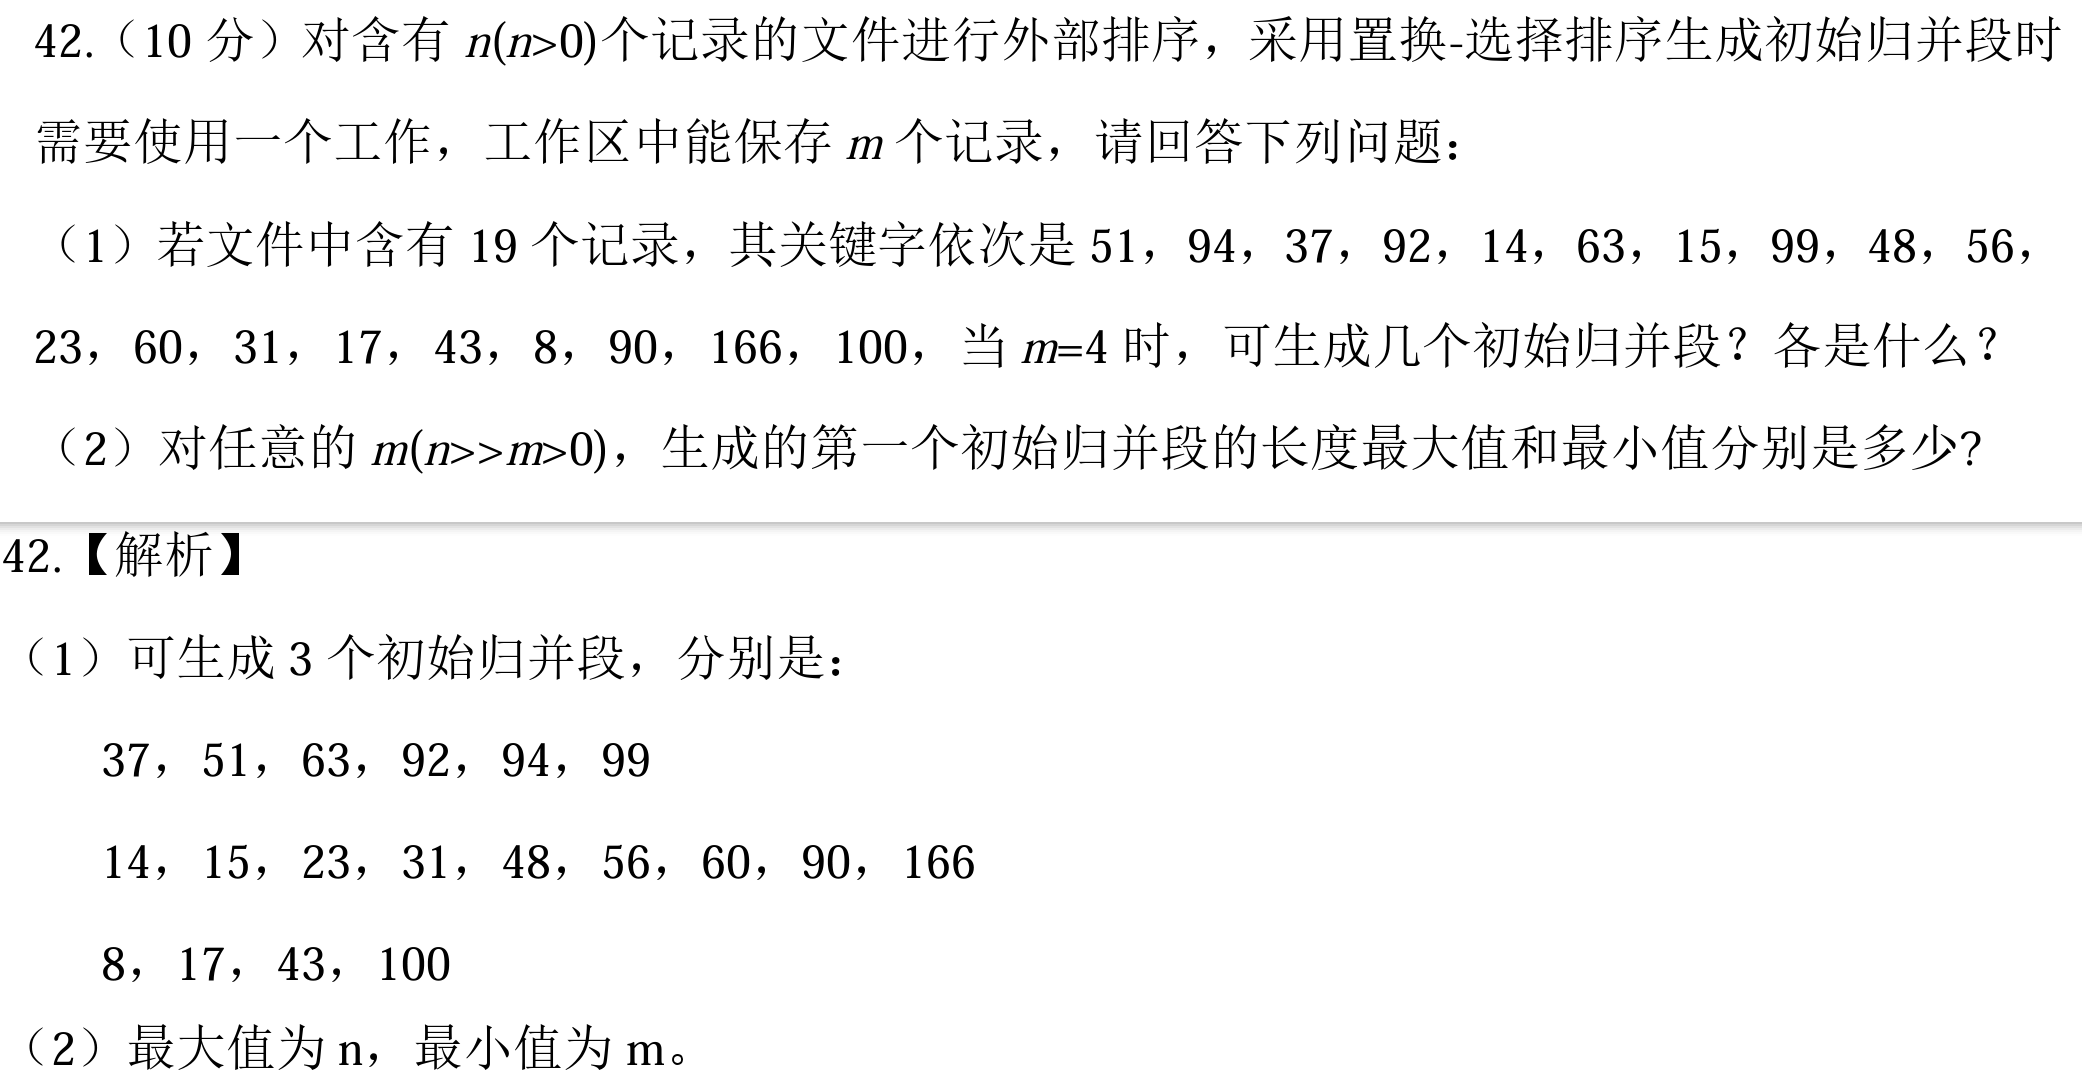 42.（10 分）对含有 n(n>0)个记录的文件进行外部排序，采用置换-选择排序生成初始归并段时
需要使用一个工作，工作区中能保存 m 个记录，请回答下列问题：
（1）若文件中含有 19 个记录，其关键字依次是 51，94，37，92，14，63，15，99，48，56，
23，60，31，17，43，8，90，166，100，当 m=4 时，可生成几个初始归并段？各是什么？
（2）对任意的 m(n>>m>0)，生成的第一个初始归并段的长度最大值和最小值分别是多少?
42.【解析】
（1）可生成 3 个初始归并段，分别是：
37，51，63，92，94，99
14，15，23，31，48，56，60，90，166
8，17，43，100
（2）最大值为 n，最小值为 m。